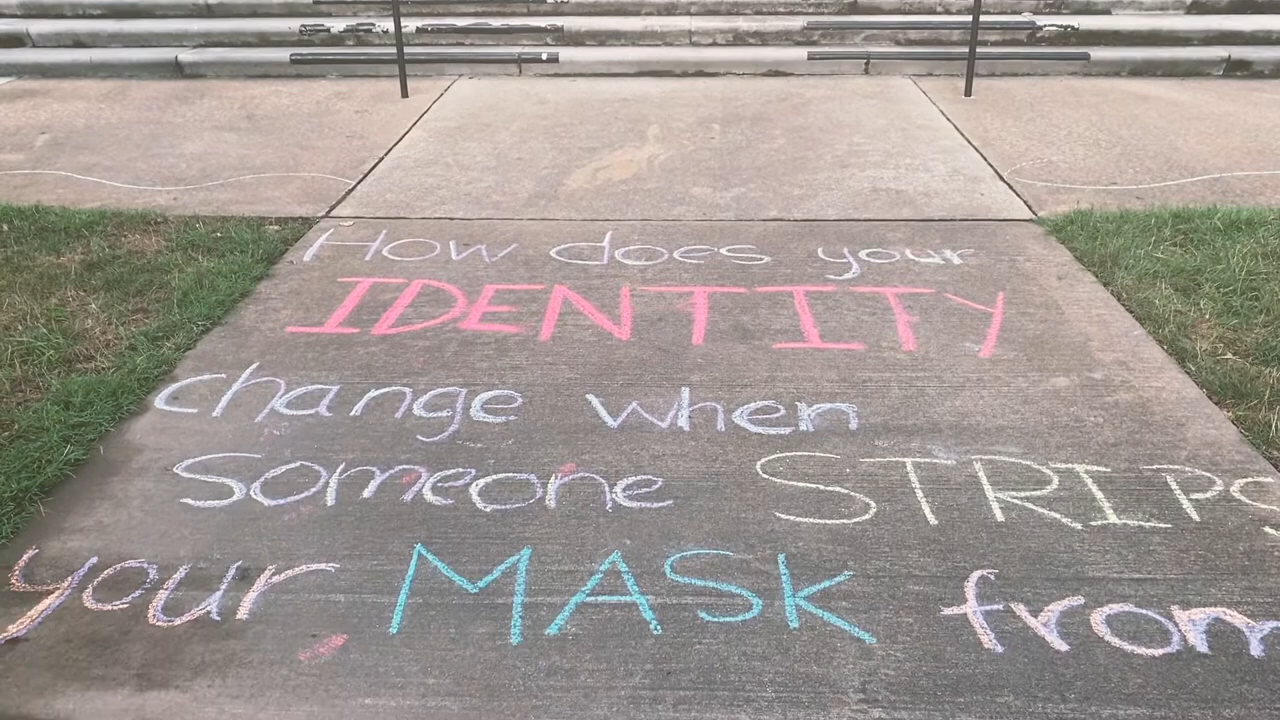 How does your
IDENTITY
change when
someone STRIPS
your MASK from